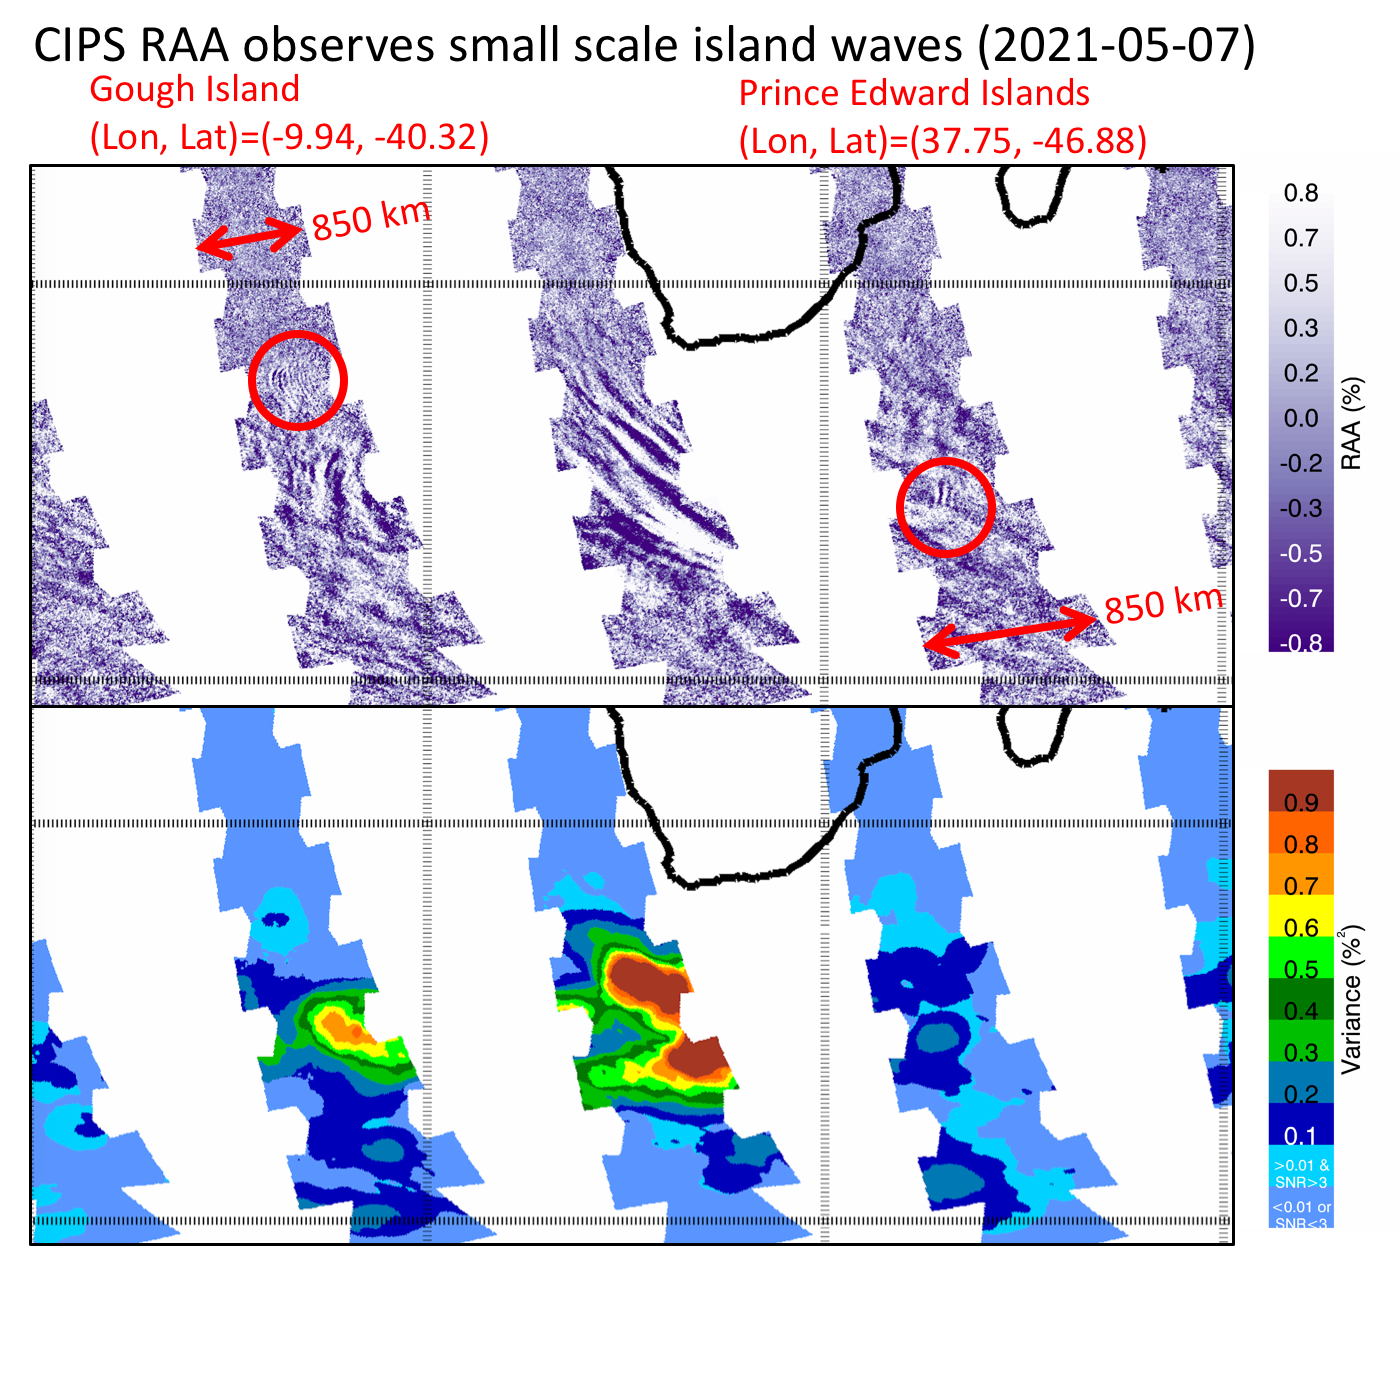 CIPS RAA observes small scale island waves (2021-05-07)
Gough Island
(Lon, Lat)=(-9.94, -40.32)
Prince Edward Islands
(Lon, Lat)=(37.75, -46.88)
850 km
850 km
0.8
0.7
0.5
0.3
0.2
0.0
-0.2
-0.3
-0.5
-0.7
-0.8
RAA (%)
0.9
0.8
0.7
0.6
0.5
0.4
0.3
0.2
0.1
>0.01 &
SNR>3
<0.01 or
SNR<3
Variance (%²)